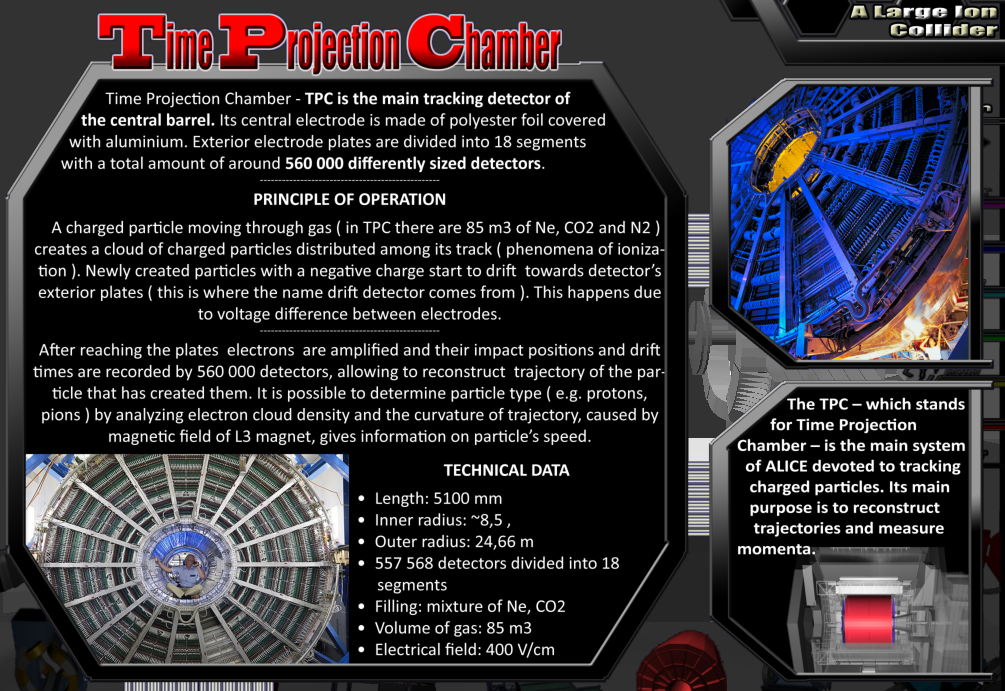 Time Projection Chamber
A Large Ion
Collider
Time Projection Chamber - TPC is the main tracking detector of
the central barrel. Its central electrode is made of polyester foil covered
with aluminium. Exterior electrode plates are divided into 18 segments
with a total amount of around 560 000 differently sized detectors.
PRINCIPLE OF OPERATION
A charged particle moving through gas ( in TPC there are 85 m3 of Ne, CO2 and N2 )
creates a cloud of charged particles distributed among its track ( phenomena of ioniza-
tion ). Newly created particles with a negative charge start to drift towards detector's
exterior plates ( this is where the name drift detector comes from ). This happens due
to voltage difference between electrodes.
After reaching the plates electrons are amplified and their impact positions and drift
times are recorded by 560 000 detectors, allowing to reconstruct trajectory of the par-
ticle that has created them. It is possible to determine particle type ( e.g. protons,
pions ) by analyzing electron cloud density and the curvature of trajectory, caused by
magnetic field of L3 magnet, gives information on particle's speed.
TECHNICAL DATA
• Length: 5100 mm
• Inner radius: ~8,5 ,
• Outer radius: 24,66 m
• 557 568 detectors divided into 18
segments
• Filling: mixture of Ne, CO2
• Volume of gas: 85 m3
• Electrical field: 400 V/cm
The TPC – which stands
for Time Projection
Chamber – is the main system
of ALICE devoted to tracking
charged particles. Its main
purpose is to reconstruct
trajectories and measure
momenta.